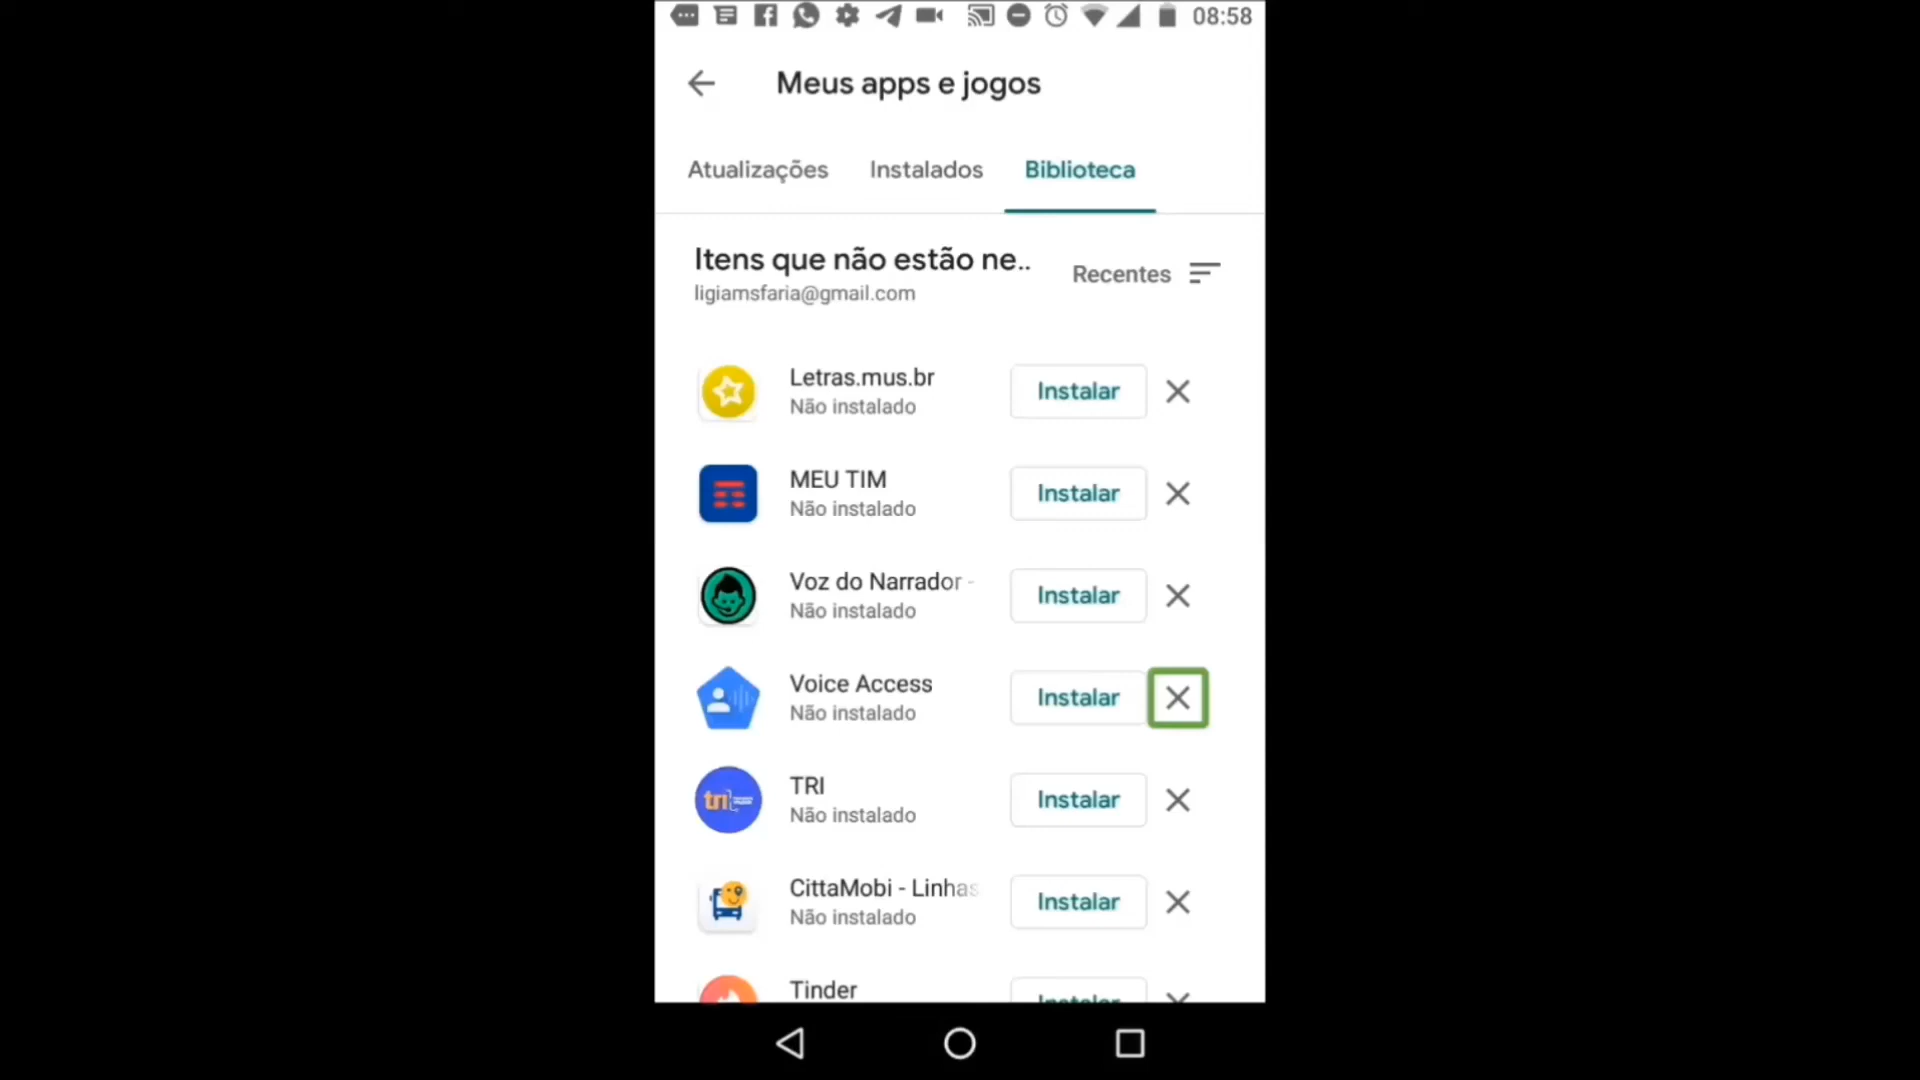 08:58
Meus apps e jogos
Atualizações Instalados Biblioteca
Itens que não estão ne..
Recentes
ligiamsfaria@gmail.com
Letras.mus.br
Não instalado
Instalar
MEU TIM
Não instalado
Instalar
Voz do Narrador -
Não instalado
Instalar
Voice Access
Não instalado
Instalar
TRI
Não instalado
Instalar
tri
CittaMobi - Linhas
Não instalado
Instalar
Tinder
Instalar